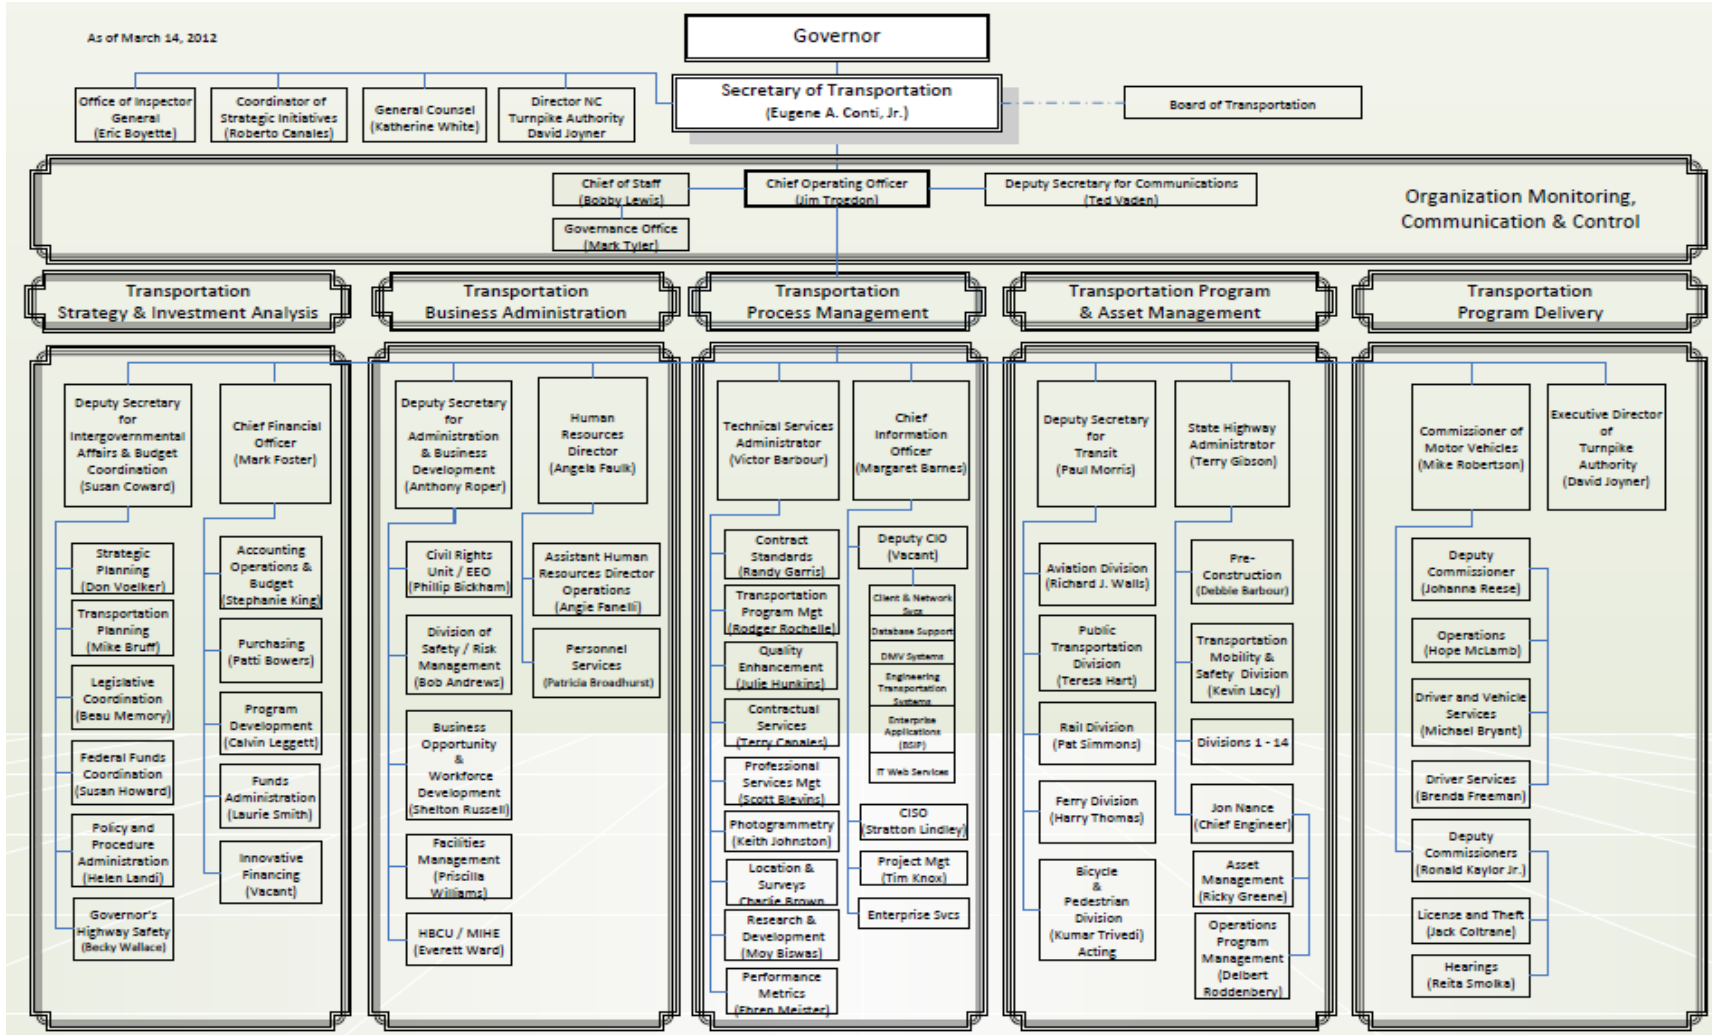 As of March 14, 2012
Governor
Secretary of Transportation
(Eugene A. Conti, Jr.)
Board of Transportation
Office of Inspector
General
(Eric Boyette)
Coordinator of
Strategic Initiatives
(Roberto Canales)
General Counsel
(Katherine White)
Director NC
Turnpike Authority
David Joyner
Chief of Staff
(Bobby Lewis)
Chief Operating Officer
(Jim Trogdon)
Deputy Secretary for Communications
(Ted Vaden)
Governance Office
(Mark Tyler)
Organization Monitoring,
Communication & Control
Transportation
Strategy & Investment Analysis
Transportation
Business Administration
Transportation
Process Management
Transportation Program
& Asset Management
Transportation
Program Delivery
Deputy Secretary
for
Intergovernmental
Affairs & Budget
Coordination
(Susan Coward)
Strategic
Planning
(Don Voelker)
Transportation
Planning
(Mike Bruff)
Legislative
Coordination
(Beau Memory)
Federal Funds
Coordination
(Susan Howard)
Policy and
Procedure
Administration
(Helen Landi)
Governor's
Highway Safety
(Becky Wallace)
Chief Financial
Officer
(Mark Foster)
Accounting
Operations &
Budget
(Stephanie King)
Purchasing
(Patti Bowers)
Program
Development
(Calvin Leggett)
Funds
Administration
(Laurie Smith)
Innovative
Financing
(Vacant)
Deputy Secretary
for
Administration
& Business
Development
(Anthony Roper)
Civil Rights
Unit / EEO
(Phillip Bickham)
Division of
Safety / Risk
Management
(Bob Andrews)
Business
Opportunity
&
Workforce
Development
(Shelton Russell)
Facilities
Management
(Priscilla
Williams)
HBCU / MIHE
(Everett Ward)
Human
Resources
Director
(Angela Faulk)
Assistant Human
Resources Director
Operations
(Angie Fanelli)
Personnel
Services
(Patricia Broadhurst)
Technical Services
Administrator
(Victor Barbour)
Contract
Standards
(Randy Garris)
Transportation
Program Mgt
(Rodger Rochelle)
Quality
Enhancement
(Julie Hunkins)
Contractual
Services
(Terry Canales)
Professional
Services Mgt
(Scott Blevins)
Photogrammetry
(Keith Johnston)
Location &
Surveys
Charlie Brown
Research &
Development
(Moy Biswas)
Performance
Metrics
(Ehren Meister)
Chief
Information
Officer
(Margaret Barnes)
Deputy CIO
(Vacant)
Client & Network
Svcs
Database Support
DMV Systems
Engineering
Transportation
Systems
Enterprise
Applications
(BSIP)
IT Web Services
CISO
(Stratton Lindley)
Project Mgt
(Tim Knox)
Enterprise Svcs
Deputy Secretary
for
Transit
(Paul Morris)
Aviation Division
(Richard J. Walls)
Public
Transportation
Division
(Teresa Hart)
Rail Division
(Pat Simmons)
Ferry Division
(Harry Thomas)
Bicycle
&
Pedestrian
Division
(Kumar Trivedi)
Acting
State Highway
Administrator
(Terry Gibson)
Pre-
Construction
(Debbie Barbour)
Transportation
Mobility &
Safety Division
(Kevin Lacy)
Divisions 1 - 14
Jon Nance
(Chief Engineer)
Asset
Management
(Ricky Greene)
Operations
Program
Management
(Delbert
Roddenbery)
Commissioner of
Motor Vehicles
(Mike Robertson)
Deputy
Commissioner
(Johanna Reese)
Operations
(Hope McLamb)
Driver and Vehicle
Services
(Michael Bryant)
Driver Services
(Brenda Freeman)
Deputy
Commissioners
(Ronald Kaylor Jr.)
License and Theft
(Jack Coltrane)
Hearings
(Reita Smolka)
Executive Director
of
Turnpike
Authority
(David Joyner)